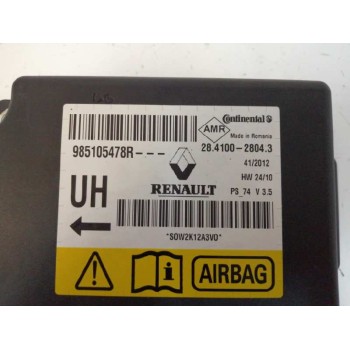 Continental
AMR
Made in Romania
985105478R---
28.4100-2804.3
41/2012
HW 24/10
UH
RENAULT
PS_74 V 3.5
"SOW2K12A3VO"
i
AIRBAG